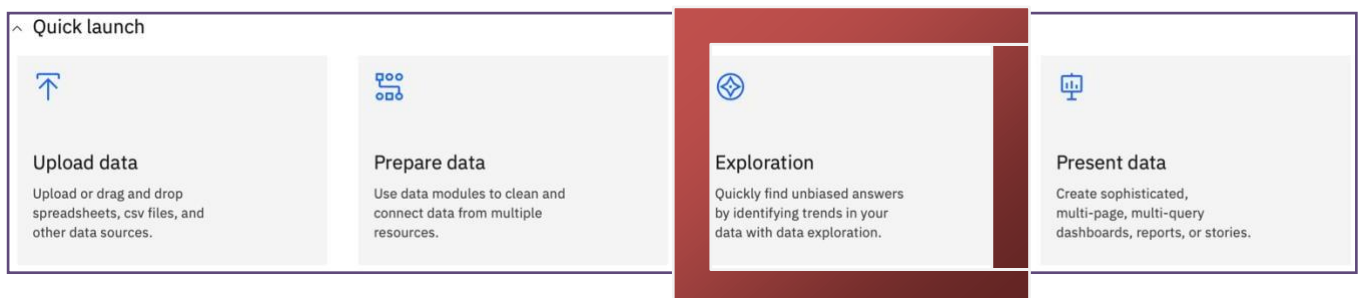 Quick launch
Upload data
Upload or drag and drop
spreadsheets, csv files, and
other data sources.
Prepare data
Use data modules to clean and
connect data from multiple
resources.
Exploration
Quickly find unbiased answers
by identifying trends in your
data with data exploration.
Present data
Create sophisticated,
multi-page, multi-query
dashboards, reports, or stories.